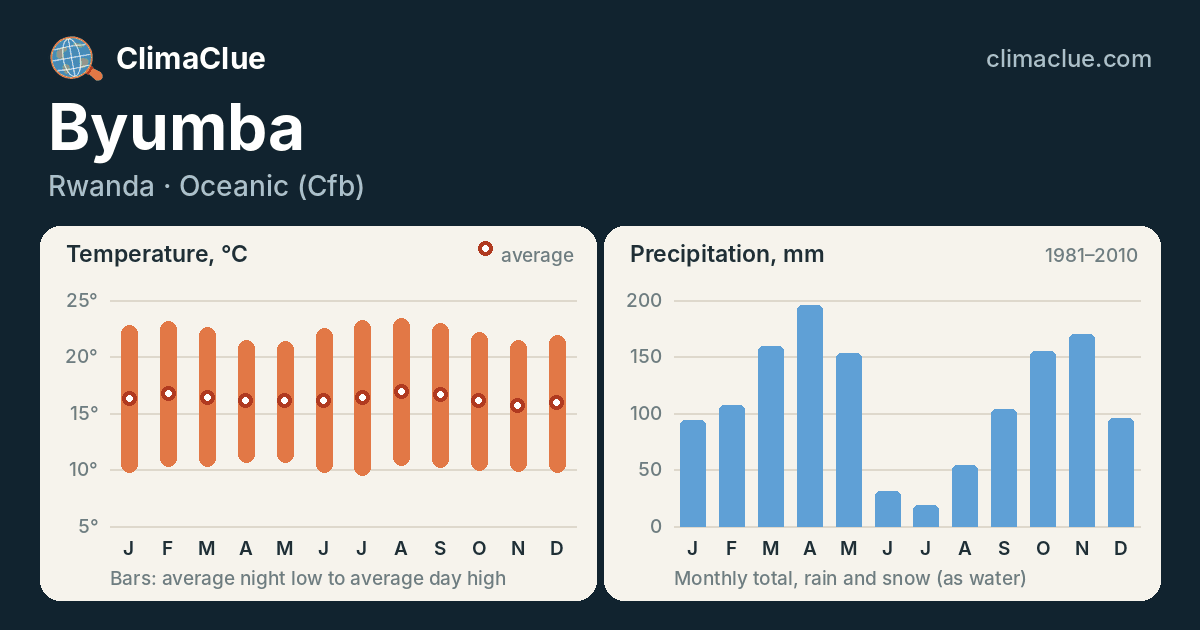 ClimaClue
climaclue.com
Byumba
Rwanda · Oceanic (Cfb)
Temperature, °C
average
25°
20°
15°
10°
5°
J F M A M J J A S O N D
Bars: average night low to average day high
Precipitation, mm
1981–2010
200
150
100
50
0
J F M A M J J A S O N D
Monthly total, rain and snow (as water)